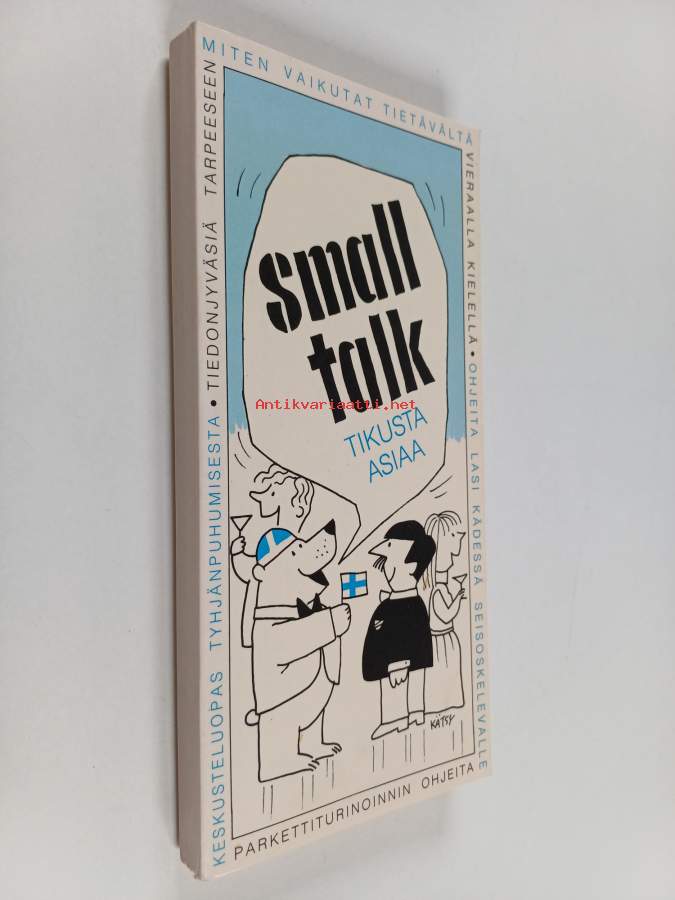 MITEN VAIKUTAT TIETÄVÄLTÄ
VIERAALLA KIELELLÄ • OHJEITA LASI KÄDESSÄ SEISOSKELEVALLE
KESKUSTELUOPAS TYHJÄNPUHUMISESTA • TIEDONJYVÄSIÄ TARPEESEEN
small
talk
Antikvariaatti.net
TIKUSTA
ASIAA
KÄTSY
PARKETTITURINOINNIN OHJEITA